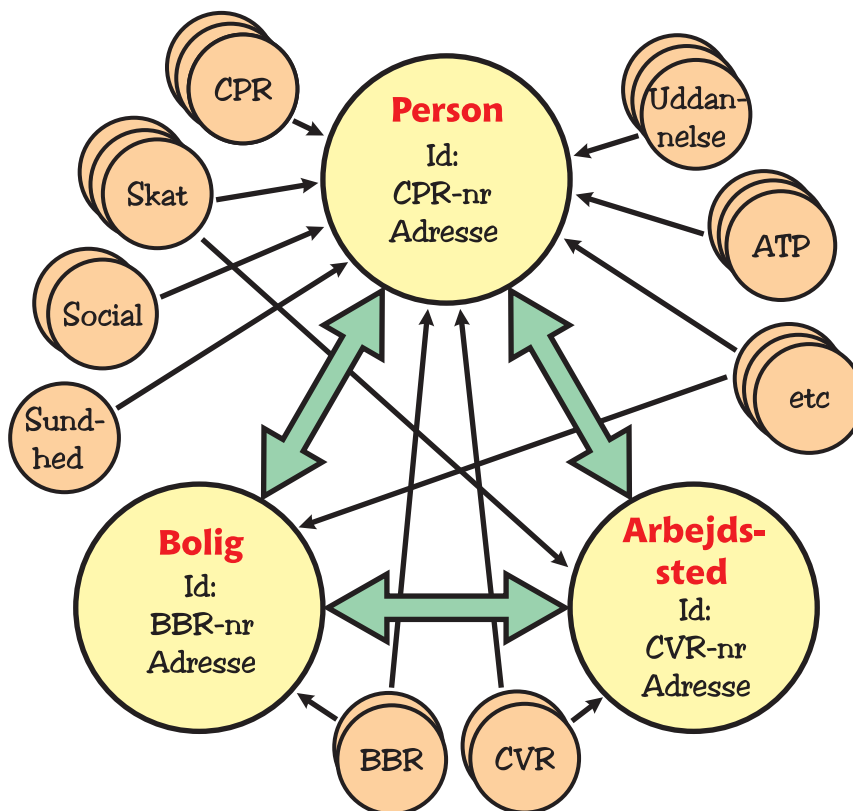 CPR
Skat
Social
Sund-
hed
Person
Id:
CPR-nr
Adresse
Uddan-
nelse
ATP
etc
Bolig
Id:
BBR-nr
Adresse
Arbejds-
sted
Id:
CVR-nr
Adresse
BBR
CVR